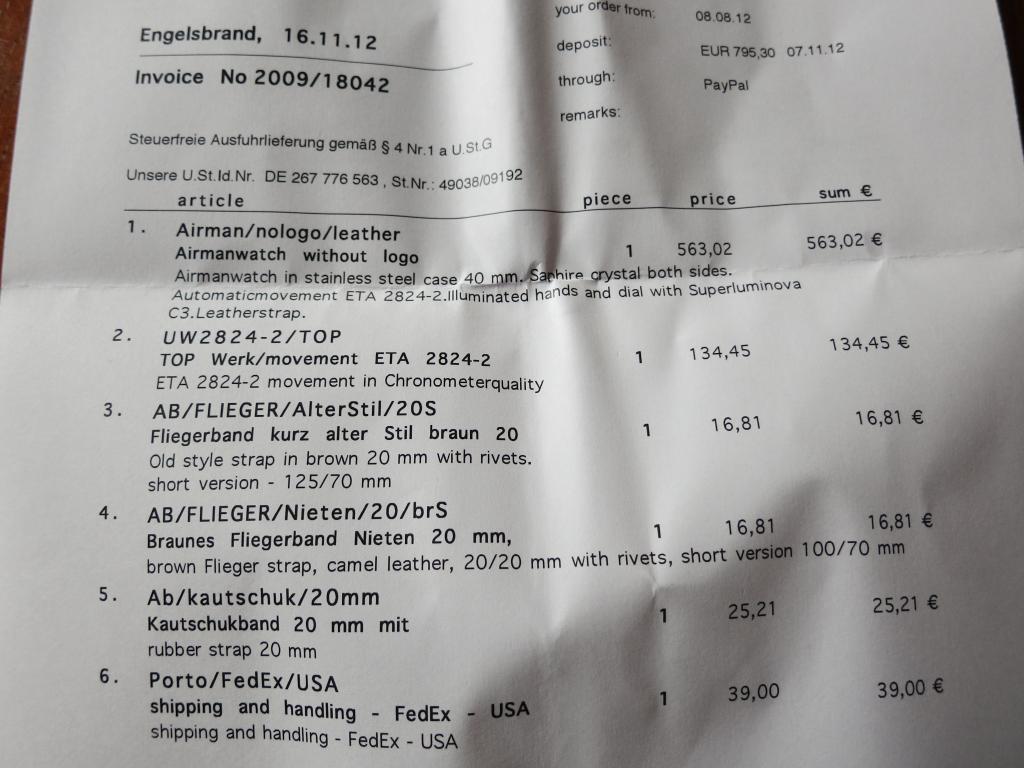 Engelsbrand, 16.11.12
Invoice No 2009/18042
your order from: 08.08.12
deposit: EUR 795,30 07.11.12
through: PayPal
remarks:
Steuerfreie Ausfuhrlieferung gemäß § 4 Nr.1 a U.St.G
Unsere U.St.Id.Nr. DE 267 776 563 , St.Nr.: 49038/09192
article piece price sum €
1. Airman/nologo/leather
Airmanwatch without logo 1 563,02 563,02 €
Airmanwatch in stainless steel case 40 mm. Saphire crystal both sides.
Automaticmovement ETA 2824-2.Illuminated hands and dial with Superluminova
C3.Leatherstrap.
2. UW2824-2/TOP
TOP Werk/movement ETA 2824-2 1 134,45 134,45 €
ETA 2824-2 movement in Chronometerquality
3. AB/FLIEGER/AlterStil/20S
Fliegerband kurz alter Stil braun 20 1 16,81 16,81 €
Old style strap in brown 20 mm with rivets.
short version - 125/70 mm
4. AB/FLIEGER/Nieten/20/brS
Braunes Fliegerband Nieten 20 mm, 1 16,81 16,81 €
brown Flieger strap, camel leather, 20/20 mm with rivets, short version 100/70 mm
5. Ab/kautschuk/20mm
Kautschukband 20 mm mit 1 25,21 25,21 €
rubber strap 20 mm
6. Porto/FedEx/USA
shipping and handling - FedEx - USA 1 39,00 39,00 €
shipping and handling - FedEx - USA